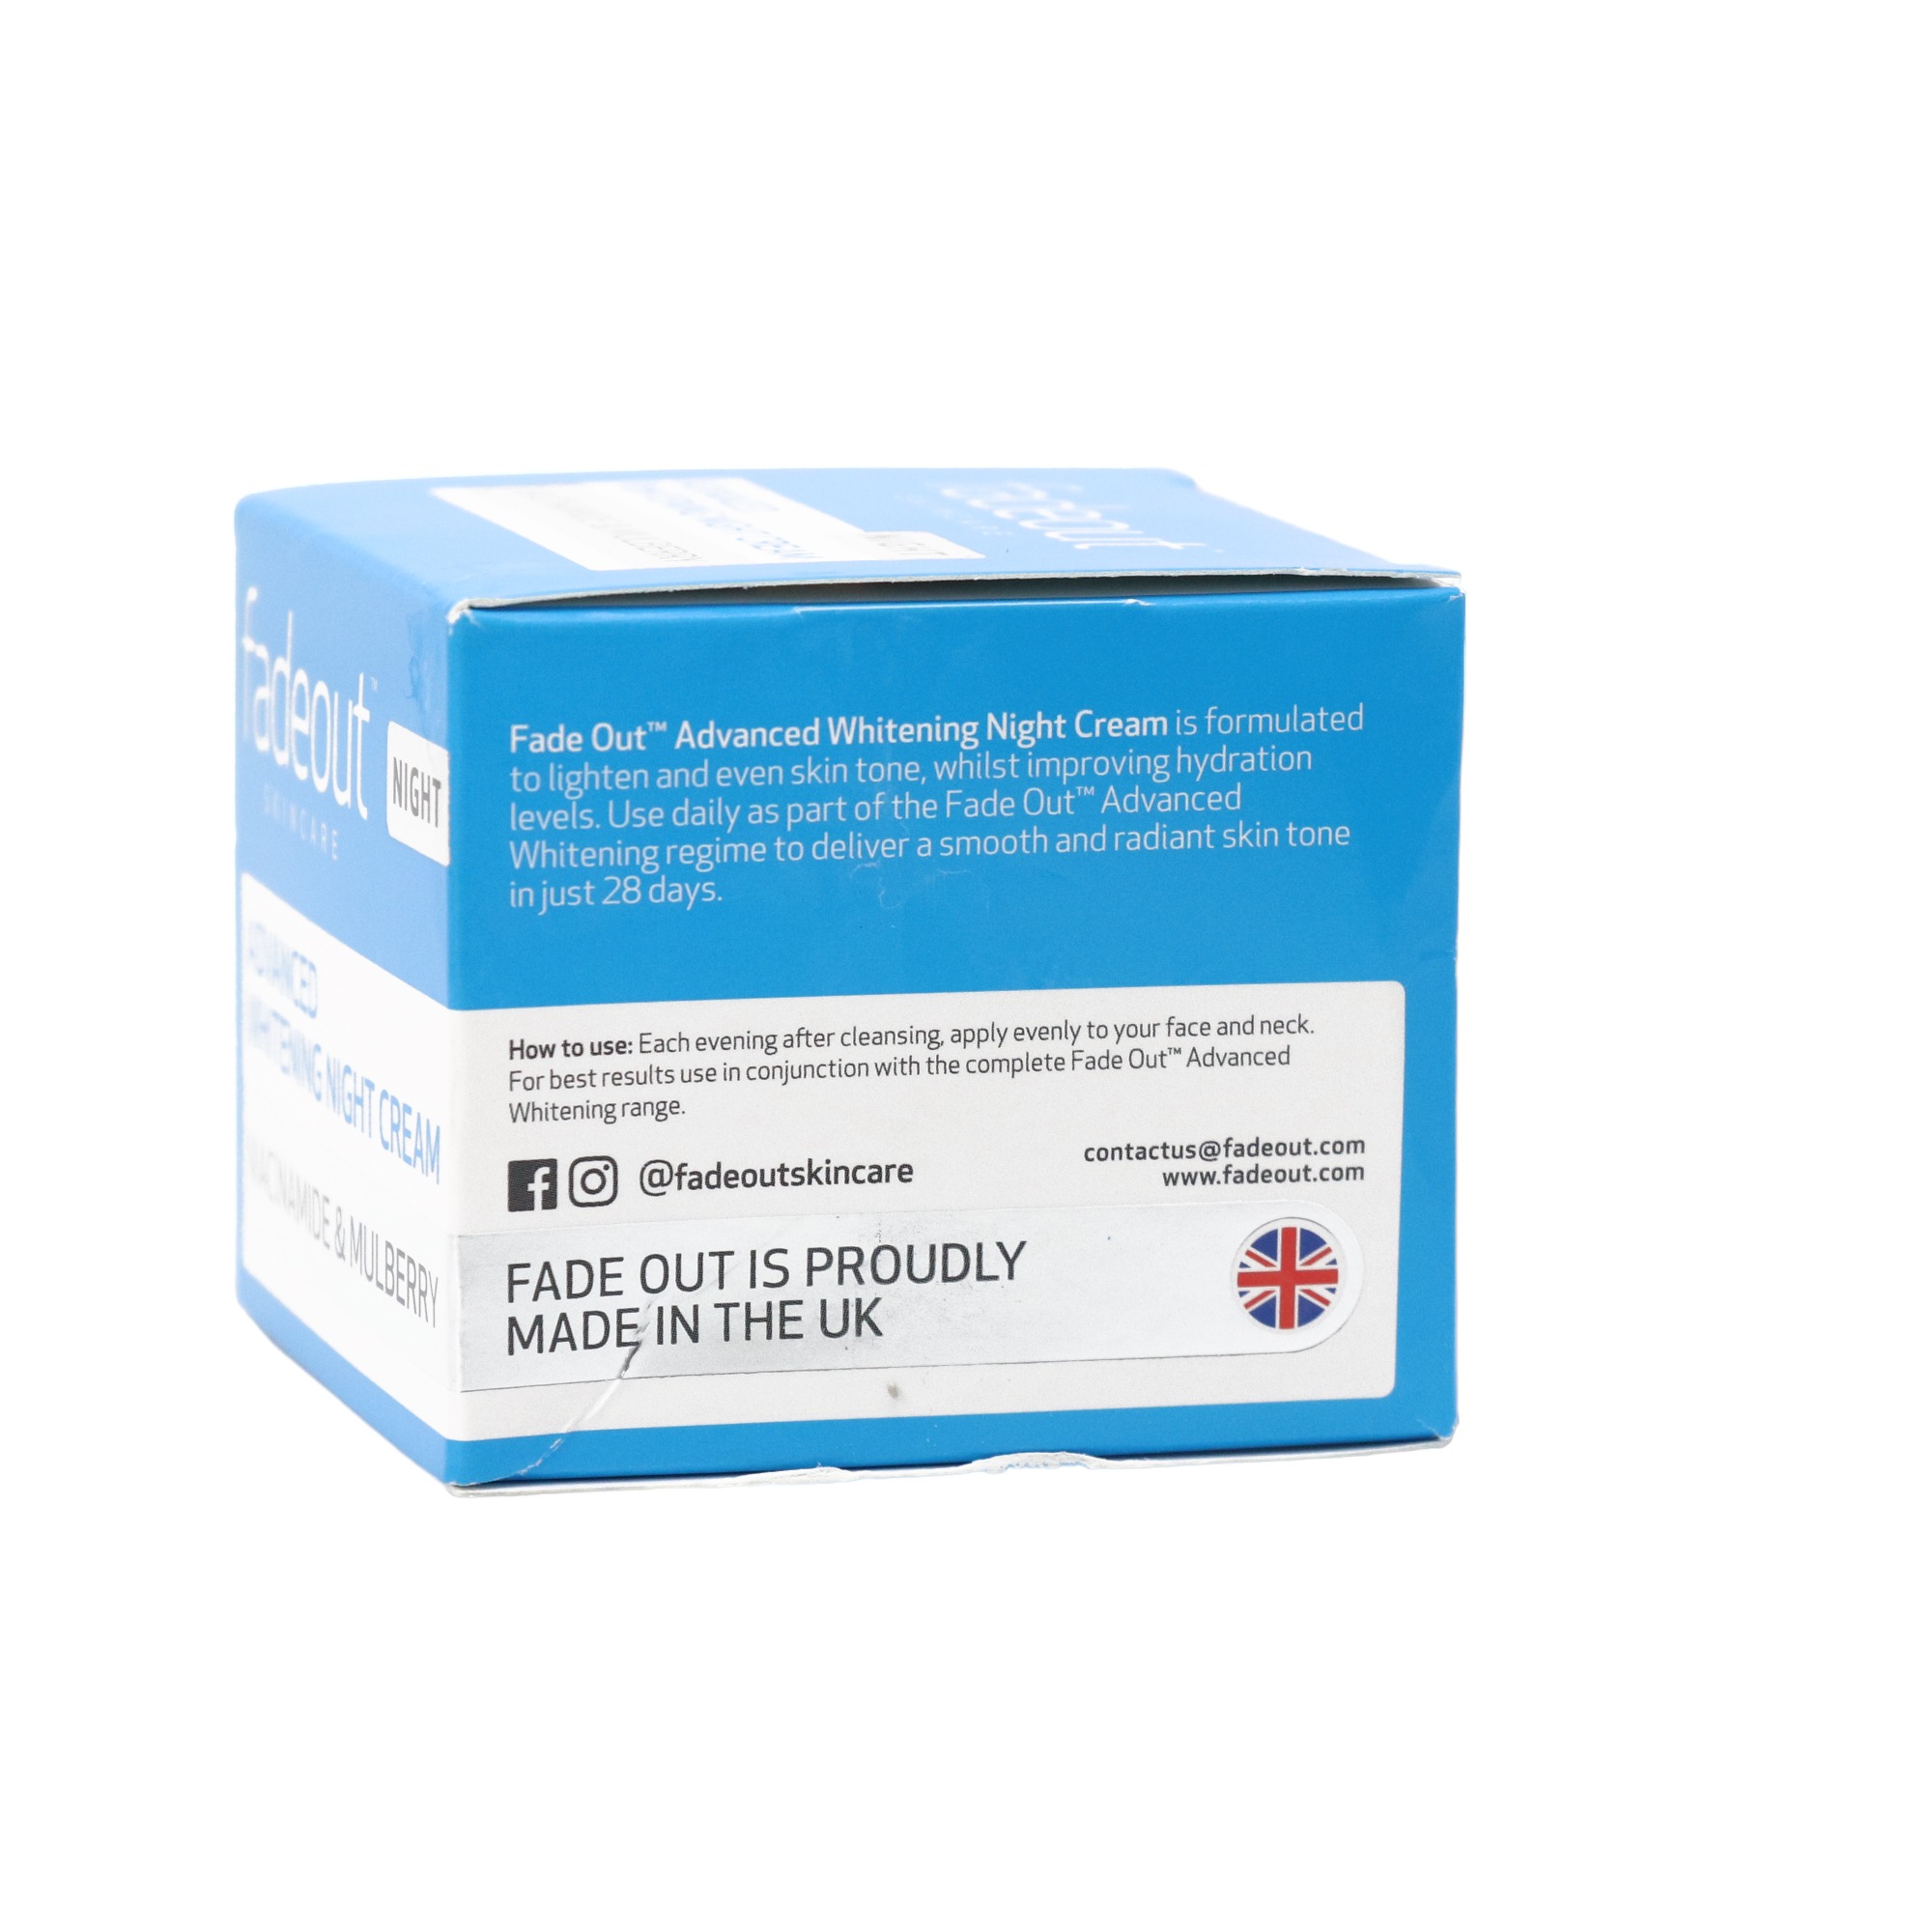 fadeout™
SKINCARE
NIGHT
ADVANCED
WHITENING NIGHT CREAM
NIACINAMIDE & MULBERRY
fadeout
Fade Out™ Advanced Whitening Night Cream is formulated
to lighten and even skin tone, whilst improving hydration
levels. Use daily as part of the Fade Out™ Advanced
Whitening regime to deliver a smooth and radiant skin tone
in just 28 days.
How to use: Each evening after cleansing, apply evenly to your face and neck.
For best results use in conjunction with the complete Fade Out™ Advanced
Whitening range.
@fadeoutskincare
contactus@fadeout.com
www.fadeout.com
FADE OUT IS PROUDLY
MADE IN THE UK